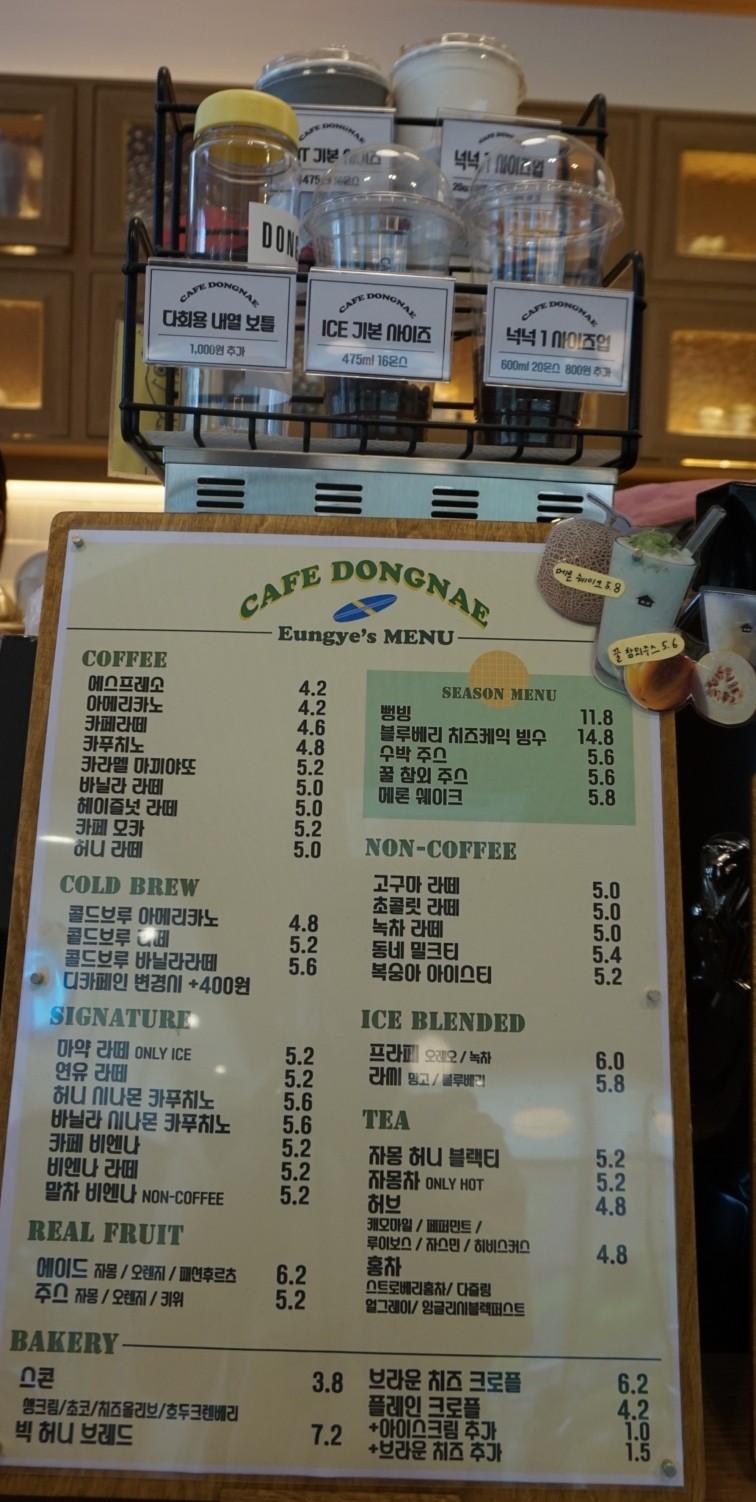 CAFE DONGNAE
기본
475
CAFE DONGNAE
넉넉 1 사이즈업
DON
CAFE DONGNAE
다회용 내열 보틀
1,000원 추가
CAFE DONGNAE
ICE 기본 사이즈
475ml 16온스
CAFE DONGNAE
넉넉 1 사이즈업
600ml 20온스 800원 추가
CAFE DONGNAE
Eungye's MENU
메론 쉐이크 5.8
꿀 참외주스 5.6
COFFEE
에스프레소 4.2
아메리카노 4.2
카페라떼 4.6
카푸치노 4.8
카라멜 마끼야또 5.2
바닐라 라떼 5.0
헤이즐넛 라떼 5.0
카페 모카 5.2
허니 라떼 5.0
COLD BREW
콜드브루 아메리카노 4.8
콜드브루 라떼 5.2
콜드브루 바닐라라떼 5.6
디카페인 변경시 +400원
SIGNATURE
마약 라떼 ONLY ICE 5.2
연유 라떼 5.2
허니 시나몬 카푸치노 5.6
바닐라 시나몬 카푸치노 5.6
카페 비엔나 5.2
비엔나 라떼 5.2
말차 비엔나 NON-COFFEE 5.2
REAL FRUIT
에이드 자몽 / 오렌지 / 패션후르츠 6.2
주스 자몽 / 오렌지 / 키위 5.2
SEASON MENU
뻥빙 11.8
블루베리 치즈케익 빙수 14.8
수박 주스 5.6
꿀 참외 주스 5.6
메론 쉐이크 5.8
NON-COFFEE
고구마 라떼 5.0
초콜릿 라떼 5.0
녹차 라떼 5.0
동네 밀크티 5.4
복숭아 아이스티 5.2
ICE BLENDED
프라페 오레오 / 녹차 6.0
라씨 망고 / 블루베리 5.8
TEA
자몽 허니 블랙티 5.2
자몽차 ONLY HOT 5.2
허브 4.8
캐모마일 / 페퍼민트 /
루이보스 / 자스민 / 히비스커스
홍차 4.8
스트로베리홍차/ 다즐링
얼그레이/ 잉글리시블랙퍼스트
BAKERY
스콘 3.8
생크림/초코/치즈올리브/호두크렌베리
빅 허니 브레드 7.2
브라운 치즈 크로플 6.2
플레인 크로플 4.2
+아이스크림 추가 1.0
+브라운 치즈 추가 1.5